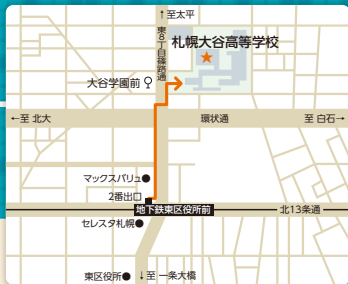 ↑至太平
東8丁目篠路通
札幌大谷高等学校
大谷学園前
←至 北大
環状通
至 白石→
マックスバリュ
2番出口
地下鉄東区役所前
北13条通
セレスタ札幌
東区役所
↓至 一条大橋